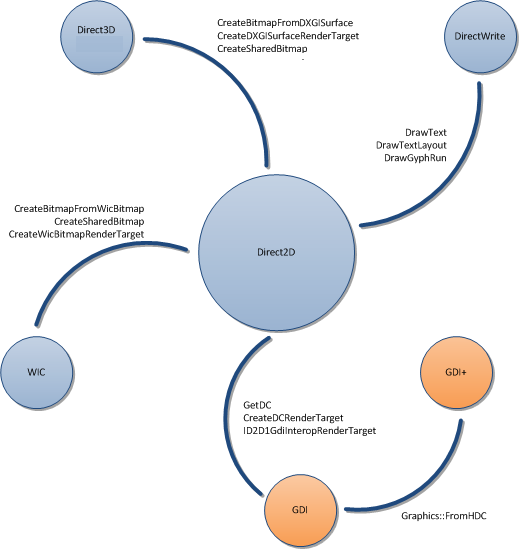 Direct3D
CreateBitmapFromDXGISurface
CreateDXGISurfaceRenderTarget
CreateSharedBitmap
DirectWrite
DrawText
DrawTextLayout
DrawGyphRun
CreateBitmapFromWicBitmap
CreateSharedBitmap
CreateWicBitmapRenderTarget
Direct2D
WIC
GDI+
GetDC
CreateDCRenderTarget
ID2D1GdiInteropRenderTarget
GDI
Graphics::FromHDC